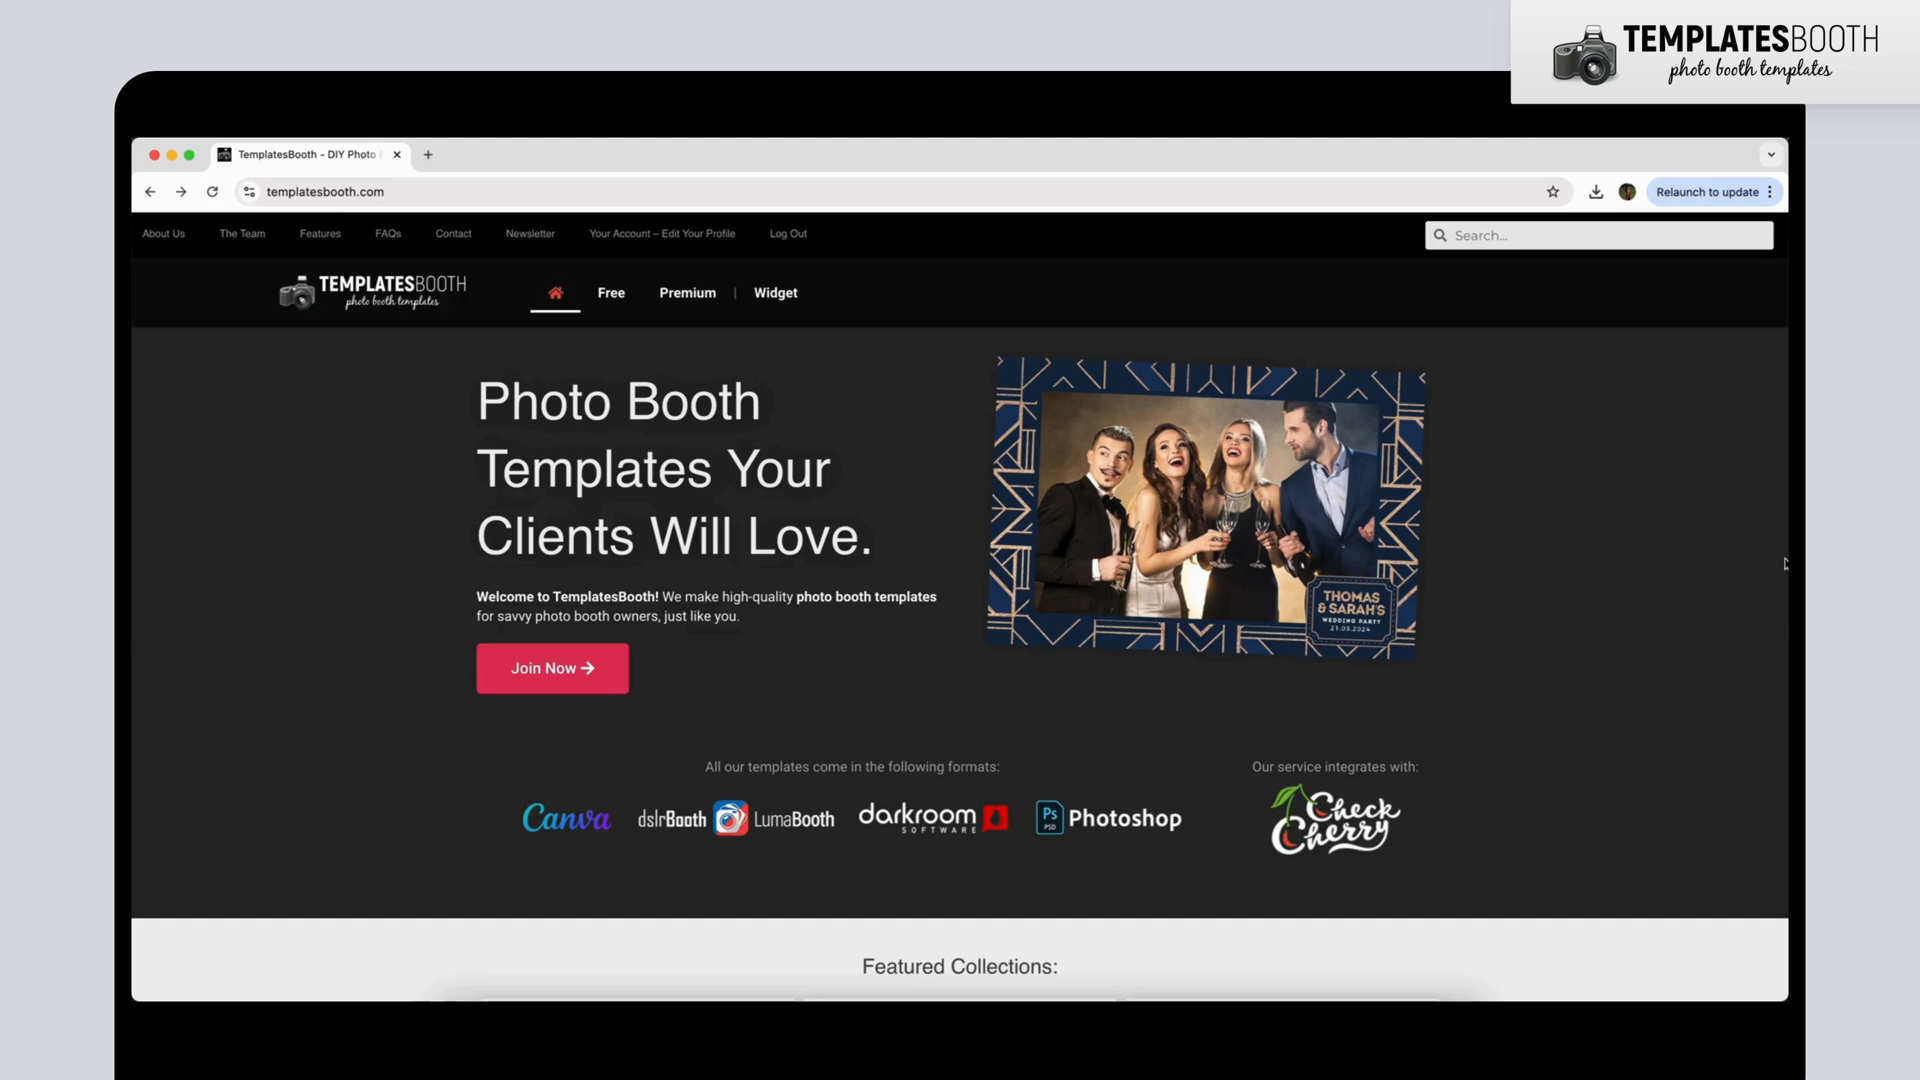 TEMPLATESBOOTH
photo booth templates
TemplatesBooth - DIY Photo
templatesbooth.com
Relaunch to update
About Us
The Team
Features
FAQs
Contact
Newsletter
Your Account – Edit Your Profile
Log Out
Search...
TEMPLATESBOOTH
photo booth templates
Free
Premium
|
Widget
Photo Booth
Templates Your
Clients Will Love.
Welcome to TemplatesBooth! We make high-quality photo booth templates
for savvy photo booth owners, just like you.
Join Now
THOMAS
& SARAH'S
WEDDING PARTY
21.03.2024
All our templates come in the following formats:
Canva
dslrBooth
LumaBooth
darkroom
SOFTWARE
Ps
PSD
Photoshop
Our service integrates with:
Check
Cherry
Featured Collections: